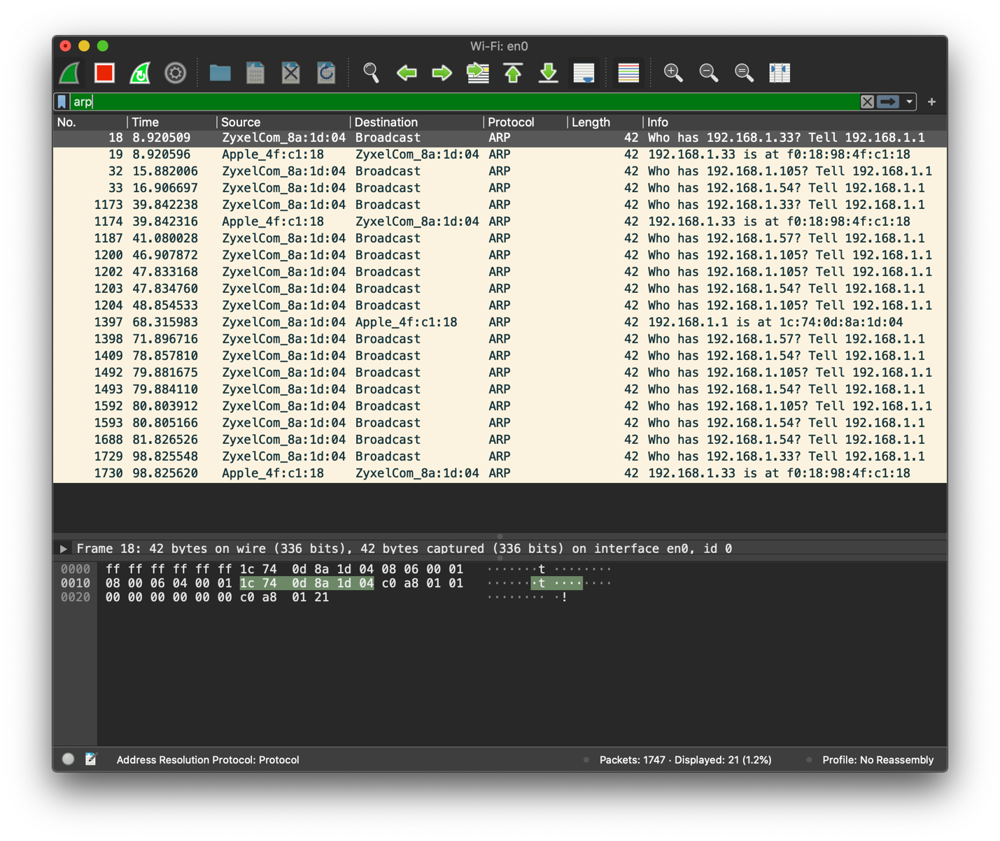 Wi-Fi: en0
arp
No. Time Source Destination Protocol Length Info
18 8.920509 ZyxelCom_8a:1d:04 Broadcast ARP 42 Who has 192.168.1.33? Tell 192.168.1.1
19 8.920596 Apple_4f:c1:18 ZyxelCom_8a:1d:04 ARP 42 192.168.1.33 is at f0:18:98:4f:c1:18
32 15.882006 ZyxelCom_8a:1d:04 Broadcast ARP 42 Who has 192.168.1.105? Tell 192.168.1.1
33 16.906697 ZyxelCom_8a:1d:04 Broadcast ARP 42 Who has 192.168.1.54? Tell 192.168.1.1
1173 39.842238 ZyxelCom_8a:1d:04 Broadcast ARP 42 Who has 192.168.1.33? Tell 192.168.1.1
1174 39.842316 Apple_4f:c1:18 ZyxelCom_8a:1d:04 ARP 42 192.168.1.33 is at f0:18:98:4f:c1:18
1187 41.080028 ZyxelCom_8a:1d:04 Broadcast ARP 42 Who has 192.168.1.57? Tell 192.168.1.1
1200 46.907872 ZyxelCom_8a:1d:04 Broadcast ARP 42 Who has 192.168.1.105? Tell 192.168.1.1
1202 47.833168 ZyxelCom_8a:1d:04 Broadcast ARP 42 Who has 192.168.1.105? Tell 192.168.1.1
1203 47.834760 ZyxelCom_8a:1d:04 Broadcast ARP 42 Who has 192.168.1.54? Tell 192.168.1.1
1204 48.854533 ZyxelCom_8a:1d:04 Broadcast ARP 42 Who has 192.168.1.105? Tell 192.168.1.1
1397 68.315983 ZyxelCom_8a:1d:04 Apple_4f:c1:18 ARP 42 192.168.1.1 is at 1c:74:0d:8a:1d:04
1398 71.896716 ZyxelCom_8a:1d:04 Broadcast ARP 42 Who has 192.168.1.57? Tell 192.168.1.1
1409 78.857810 ZyxelCom_8a:1d:04 Broadcast ARP 42 Who has 192.168.1.54? Tell 192.168.1.1
1492 79.881675 ZyxelCom_8a:1d:04 Broadcast ARP 42 Who has 192.168.1.105? Tell 192.168.1.1
1493 79.884110 ZyxelCom_8a:1d:04 Broadcast ARP 42 Who has 192.168.1.54? Tell 192.168.1.1
1592 80.803912 ZyxelCom_8a:1d:04 Broadcast ARP 42 Who has 192.168.1.105? Tell 192.168.1.1
1593 80.805166 ZyxelCom_8a:1d:04 Broadcast ARP 42 Who has 192.168.1.54? Tell 192.168.1.1
1688 81.826526 ZyxelCom_8a:1d:04 Broadcast ARP 42 Who has 192.168.1.54? Tell 192.168.1.1
1729 98.825548 ZyxelCom_8a:1d:04 Broadcast ARP 42 Who has 192.168.1.33? Tell 192.168.1.1
1730 98.825620 Apple_4f:c1:18 ZyxelCom_8a:1d:04 ARP 42 192.168.1.33 is at f0:18:98:4f:c1:18
Frame 18: 42 bytes on wire (336 bits), 42 bytes captured (336 bits) on interface en0, id 0
0000 ff ff ff ff ff ff 1c 74 0d 8a 1d 04 08 06 00 01 ·······t ········
0010 08 00 06 04 00 01 1c 74 0d 8a 1d 04 c0 a8 01 01 ·······t ········
0020 00 00 00 00 00 00 c0 a8 01 21 ········ ·!
Address Resolution Protocol: Protocol Packets: 1747 · Displayed: 21 (1.2%) Profile: No Reassembly